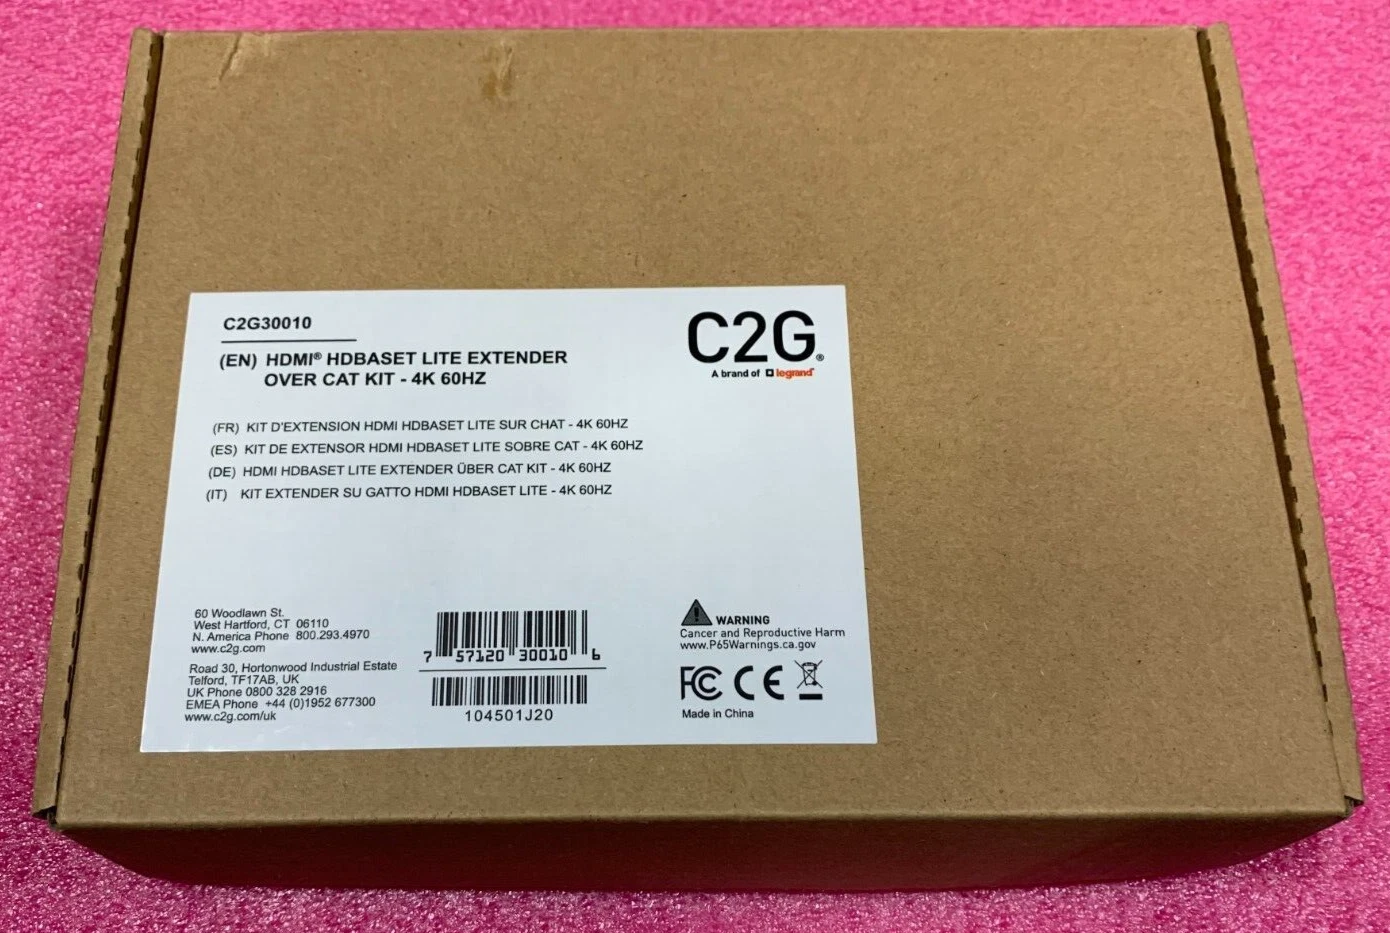 C2G30010
(EN) HDMI® HDBASET LITE EXTENDER
OVER CAT KIT - 4K 60HZ
C2G®
A brand of legrand®
(FR) KIT D'EXTENSION HDMI HDBASET LITE SUR CHAT - 4K 60HZ
(ES) KIT DE EXTENSOR HDMI HDBASET LITE SOBRE CAT - 4K 60HZ
(DE) HDMI HDBASET LITE EXTENDER ÜBER CAT KIT - 4K 60HZ
(IT) KIT EXTENDER SU GATTO HDMI HDBASET LITE - 4K 60HZ
60 Woodlawn St.
West Hartford, CT 06110
N. America Phone 800.293.4970
www.c2g.com
Road 30, Hortonwood Industrial Estate
Telford, TF17AB, UK
UK Phone 0800 328 2916
EMEA Phone +44 (0)1952 677300
www.c2g.com/uk
7 57120 30010 6
104501J20
WARNING
Cancer and Reproductive Harm
www.P65Warnings.ca.gov
FC CE
Made in China